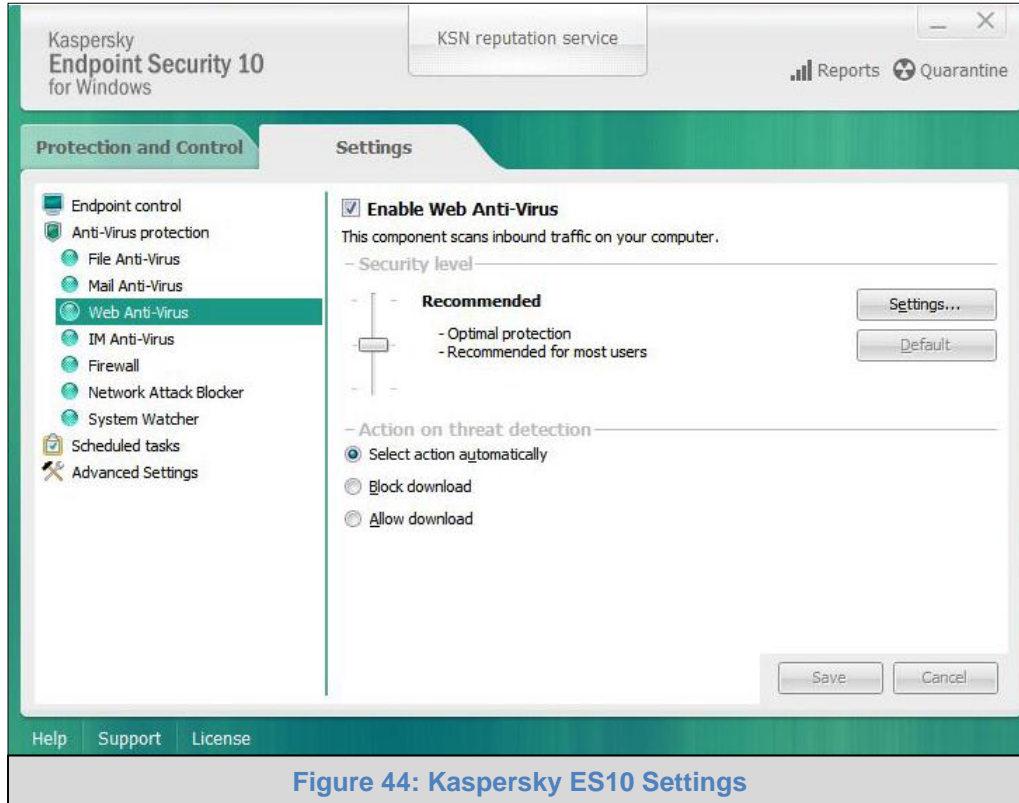 Kaspersky
Endpoint Security 10
for Windows
KSN reputation service
Reports
Quarantine
Protection and Control
Settings
Endpoint control
Anti-Virus protection
File Anti-Virus
Mail Anti-Virus
Web Anti-Virus
IM Anti-Virus
Firewall
Network Attack Blocker
System Watcher
Scheduled tasks
Advanced Settings
Enable Web Anti-Virus
This component scans inbound traffic on your computer.
Security level
Recommended
- Optimal protection
- Recommended for most users
Settings...
Default
Action on threat detection
Select action automatically
Block download
Allow download
Save
Cancel
Help
Support
License
Figure 44: Kaspersky ES10 Settings